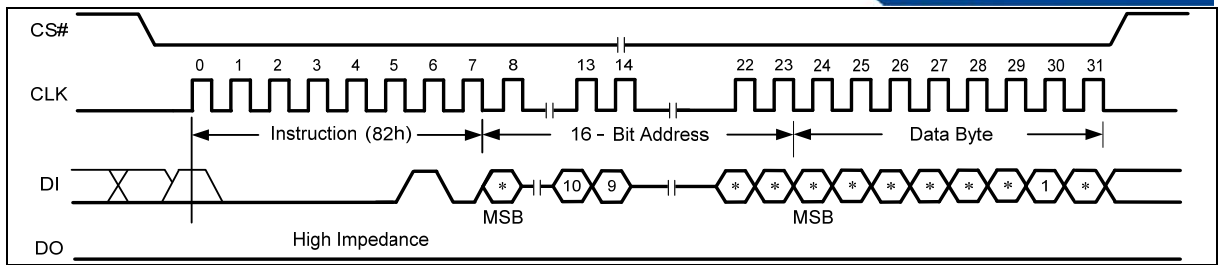 CS#
0 1 2 3 4 5 6 7 8 13 14 22 23 24 25 26 27 28 29 30 31
CLK
Instruction (82h) 16 - Bit Address Data Byte
DI * 10 9 * * * * * * * * 1 *
MSB MSB
High Impedance
DO